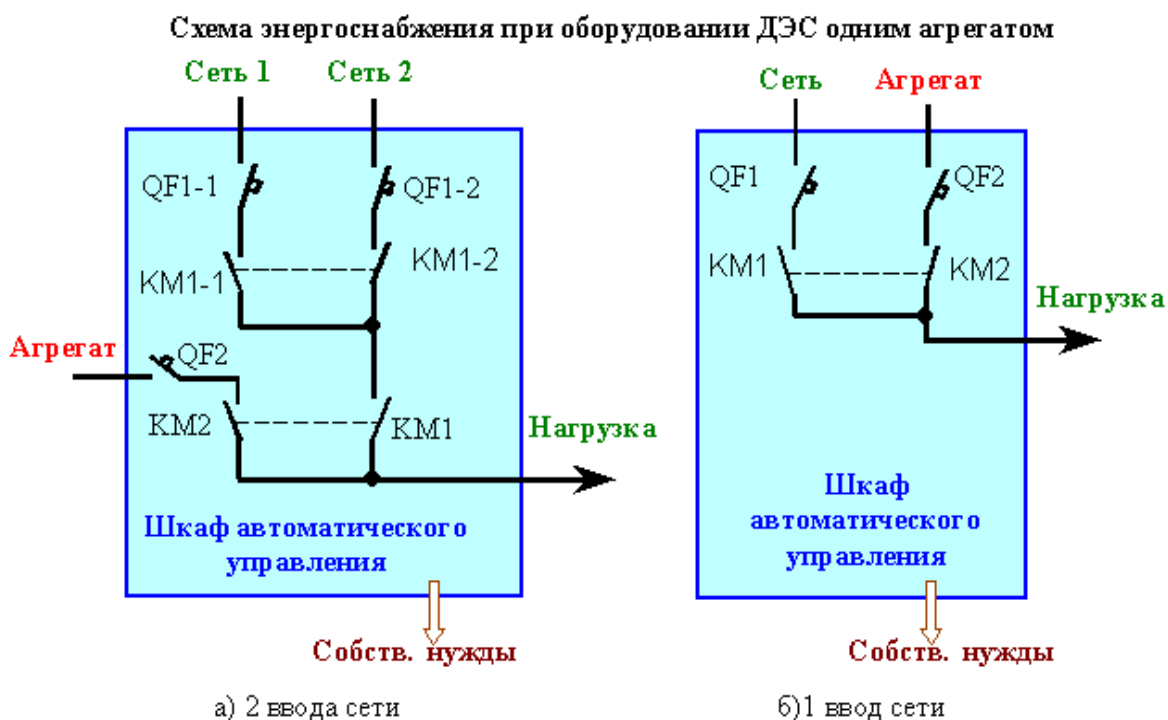 Схема энергоснабжения при оборудовании ДЭС одним агрегатом
Сеть 1
Сеть 2
QF1-1
QF1-2
KM1-1
KM1-2
Агрегат
QF2
KM2
KM1
Нагрузка
Шкаф автоматического
управления
Собств. нужды
а) 2 ввода сети
Сеть
Агрегат
QF1
QF2
KM1
KM2
Нагрузка
Шкаф
автоматического
управления
Собств. нужды
б)1 ввод сети